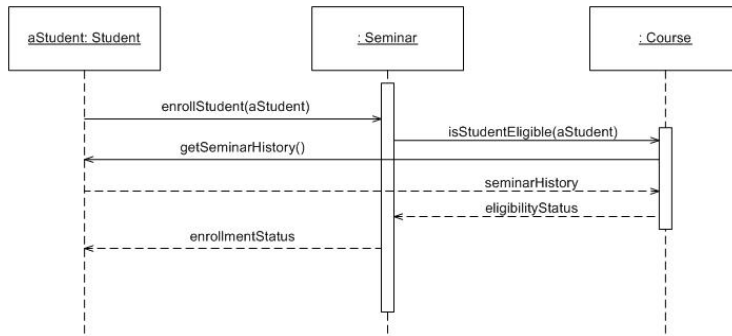 aStudent: Student
: Seminar
: Course
enrollStudent(aStudent)
isStudentEligible(aStudent)
getSeminarHistory()
seminarHistory
eligibilityStatus
enrollmentStatus